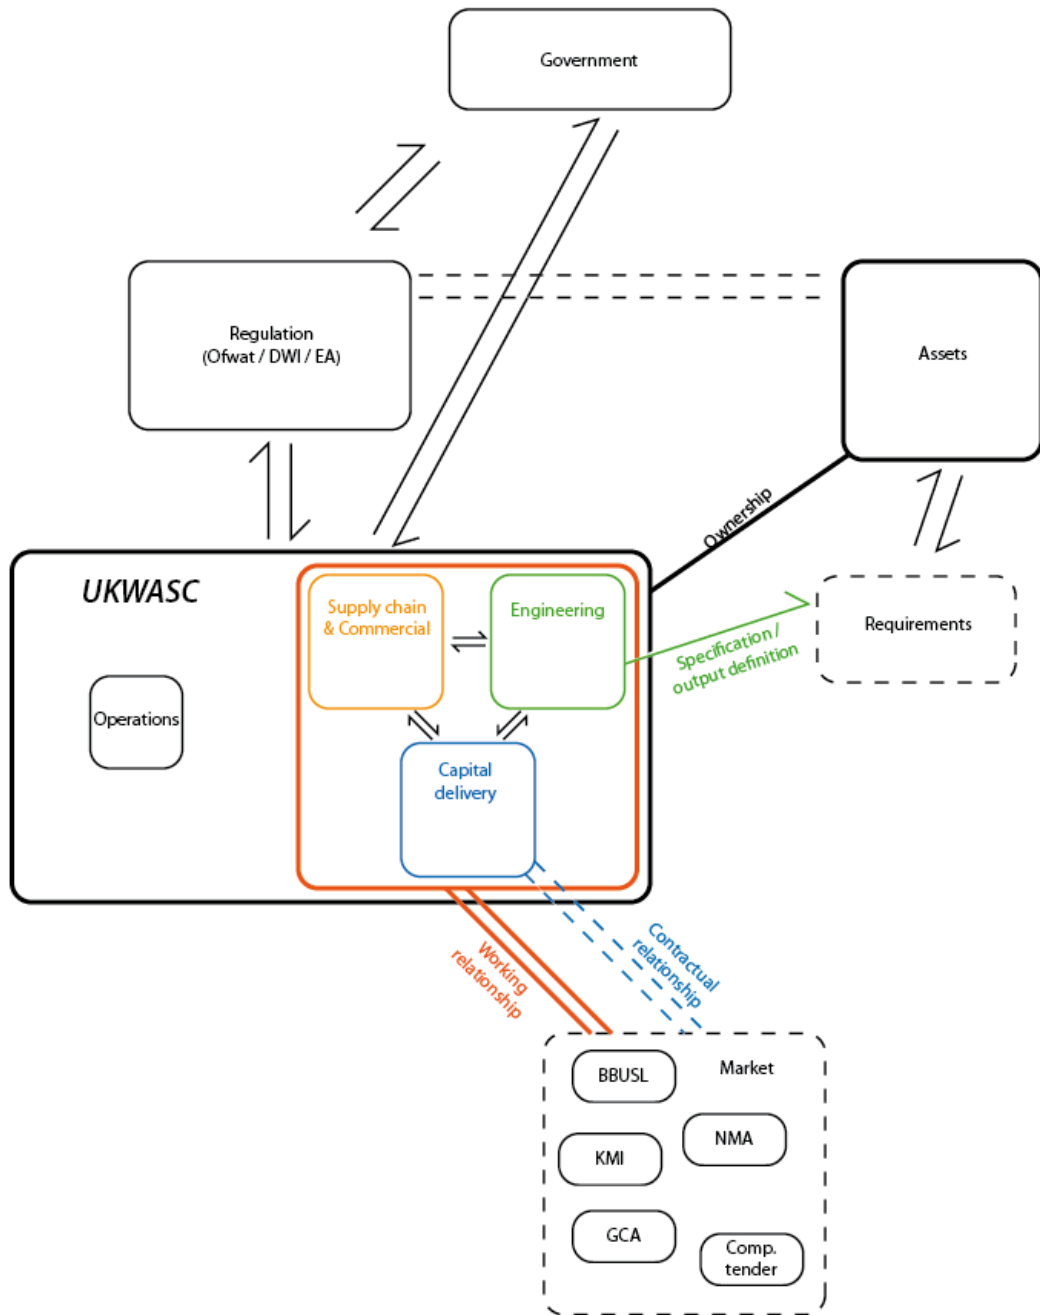 Government
Regulation
(Ofwat / DWI / EA)
Assets
Ownership
UKWASC
Supply chain
& Commercial
Engineering
Requirements
Specification /
output definition
Operations
Capital
delivery
Working
relationship
Contractual
relationship
BBUSL
Market
NMA
KMI
GCA
Comp.
tender